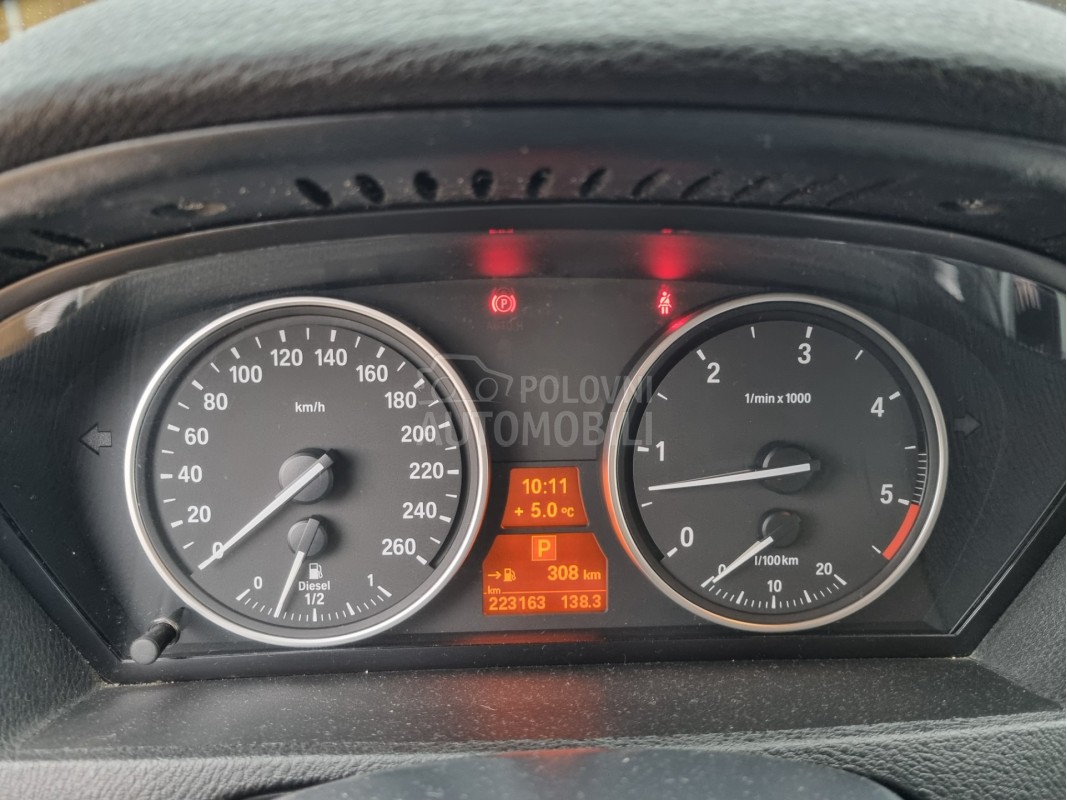 0
20
40
60
80
100
120
140
160
180
200
220
240
260
km/h
0
1/2
1
Diesel
P
POLOVNI
AUTOMOBILI
10:11
+ 5.0 °C
P
308 km
km
223163 138.3
0
1
2
3
4
5
1/min x 1000
0
10
20
l/100km